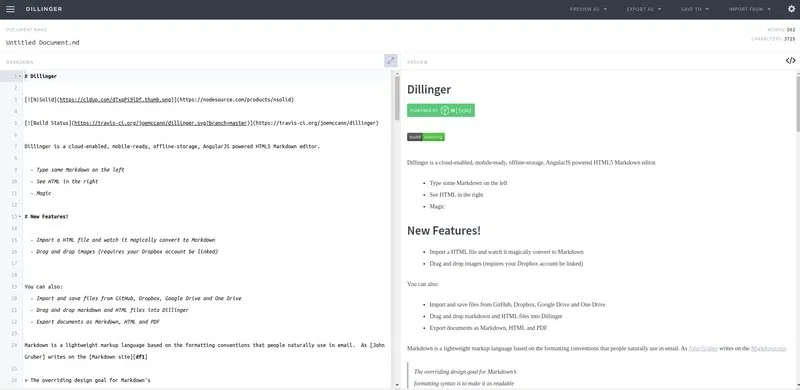 DILLINGER
PREVIEW AS
EXPORT AS
SAVE TO
IMPORT FROM
DOCUMENT NAME
Untitled Document.md
WORDS: 562
CHARACTERS: 3723
MARKDOWN
1 # Dillinger
2
3 [![N|Solid](https://cldup.com/dTxpPi9lDf.thumb.png)](https://nodesource.com/products/nsolid)
4
5 [![Build Status](https://travis-ci.org/joemccann/dillinger.svg?branch=master)](https://travis-ci.org/joemccann/dillinger)
6
7 Dillinger is a cloud-enabled, mobile-ready, offline-storage, AngularJS powered HTML5 Markdown editor.
8
9 - Type some Markdown on the left
10 - See HTML in the right
11 - Magic
12
13 # New Features!
14
15 - Import a HTML file and watch it magically convert to Markdown
16 - Drag and drop images (requires your Dropbox account be linked)
17
18
19 You can also:
20 - Import and save files from GitHub, Dropbox, Google Drive and One Drive
21 - Drag and drop markdown and HTML files into Dillinger
22 - Export documents as Markdown, HTML and PDF
23
24 Markdown is a lightweight markup language based on the formatting conventions that people naturally use in email.  As [John
Gruber] writes on the [Markdown site][df1]
25
26 > The overriding design goal for Markdown's
PREVIEW
</>
Dillinger
POWERED BY N|Solid
build passing
Dillinger is a cloud-enabled, mobile-ready, offline-storage, AngularJS powered HTML5 Markdown editor.
• Type some Markdown on the left
• See HTML in the right
• Magic
New Features!
• Import a HTML file and watch it magically convert to Markdown
• Drag and drop images (requires your Dropbox account be linked)
You can also:
• Import and save files from GitHub, Dropbox, Google Drive and One Drive
• Drag and drop markdown and HTML files into Dillinger
• Export documents as Markdown, HTML and PDF
Markdown is a lightweight markup language based on the formatting conventions that people naturally use in email. As John Gruber writes on the Markdown site
The overriding design goal for Markdown's
formatting syntax is to make it as readable